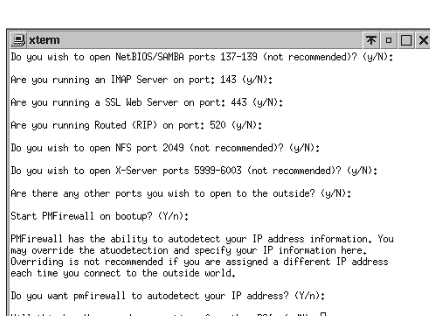 xterm
Do you wish to open NetBIOS/SAMBA ports 137-139 (not recommended)? (y/N):
Are you running an IMAP Server on port: 143 (y/N):
Are you running a SSL Web Server on port: 443 (y/N):
Are you running Routed (RIP) on port: 520 (y/N):
Do you wish to open NFS port 2049 (not recommended)? (y/N):
Do you wish to open X-Server ports 5999-6003 (not recommended)? (y/N):
Are there any other ports you wish to open to the outside? (y/N):
Start PMFirewall on bootup? (Y/n):
PMFirewall has the ability to autodetect your IP address information. You
may override the atuodetection and specify your IP information here.
Overriding is not recommended if you are assigned a different IP address
each time you connect to the outside world.
Do you want pmfirewall to autodetect your IP address? (Y/n):